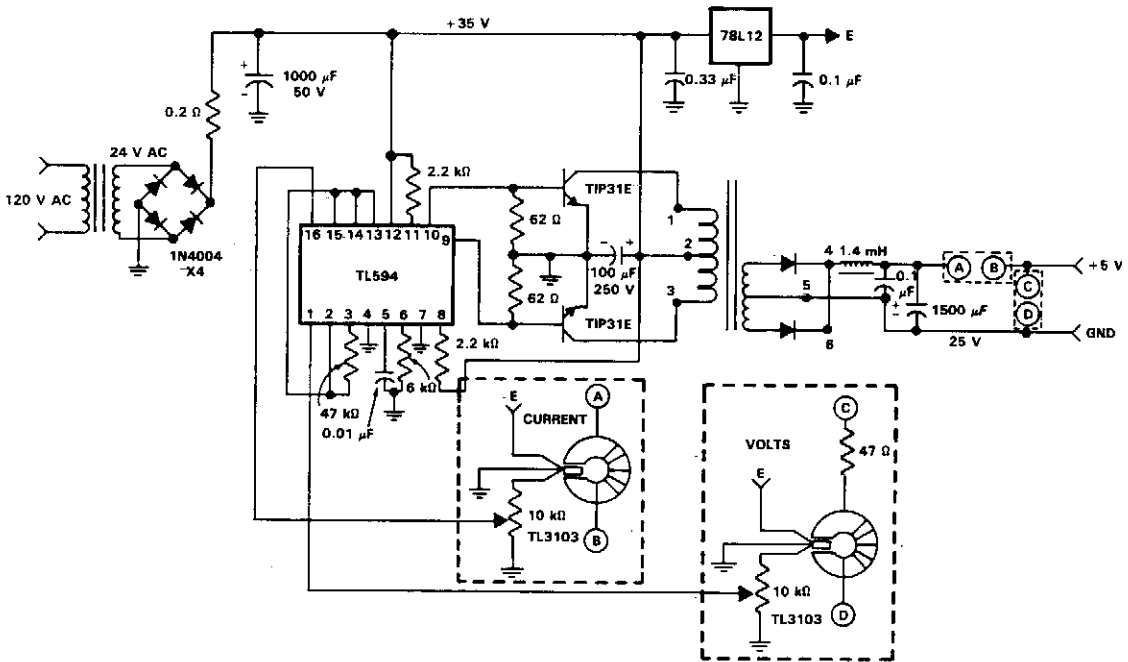 +35 V
78L12
E
+
-
1000 μF
50 V
0.33 μF
0.1 μF
0.2 Ω
24 V AC
120 V AC
1N4004
X4
2.2 kΩ
TIP31E
16 15 14 13 12 11 10
9
TL594
1 2 3 4 5 6 7 8
62 Ω
62 Ω
- +
100 μF
250 V
TIP31E
1
2
3
4 1.4 mH
5
6
0.1
μF
+
-
1500 μF
25 V
A B
C
D
+5 V
GND
2.2 kΩ
47 kΩ
0.01 μF
6 kΩ
E
CURRENT
A
10 kΩ
TL3103
B
VOLTS
E
C
47 Ω
10 kΩ
TL3103
D